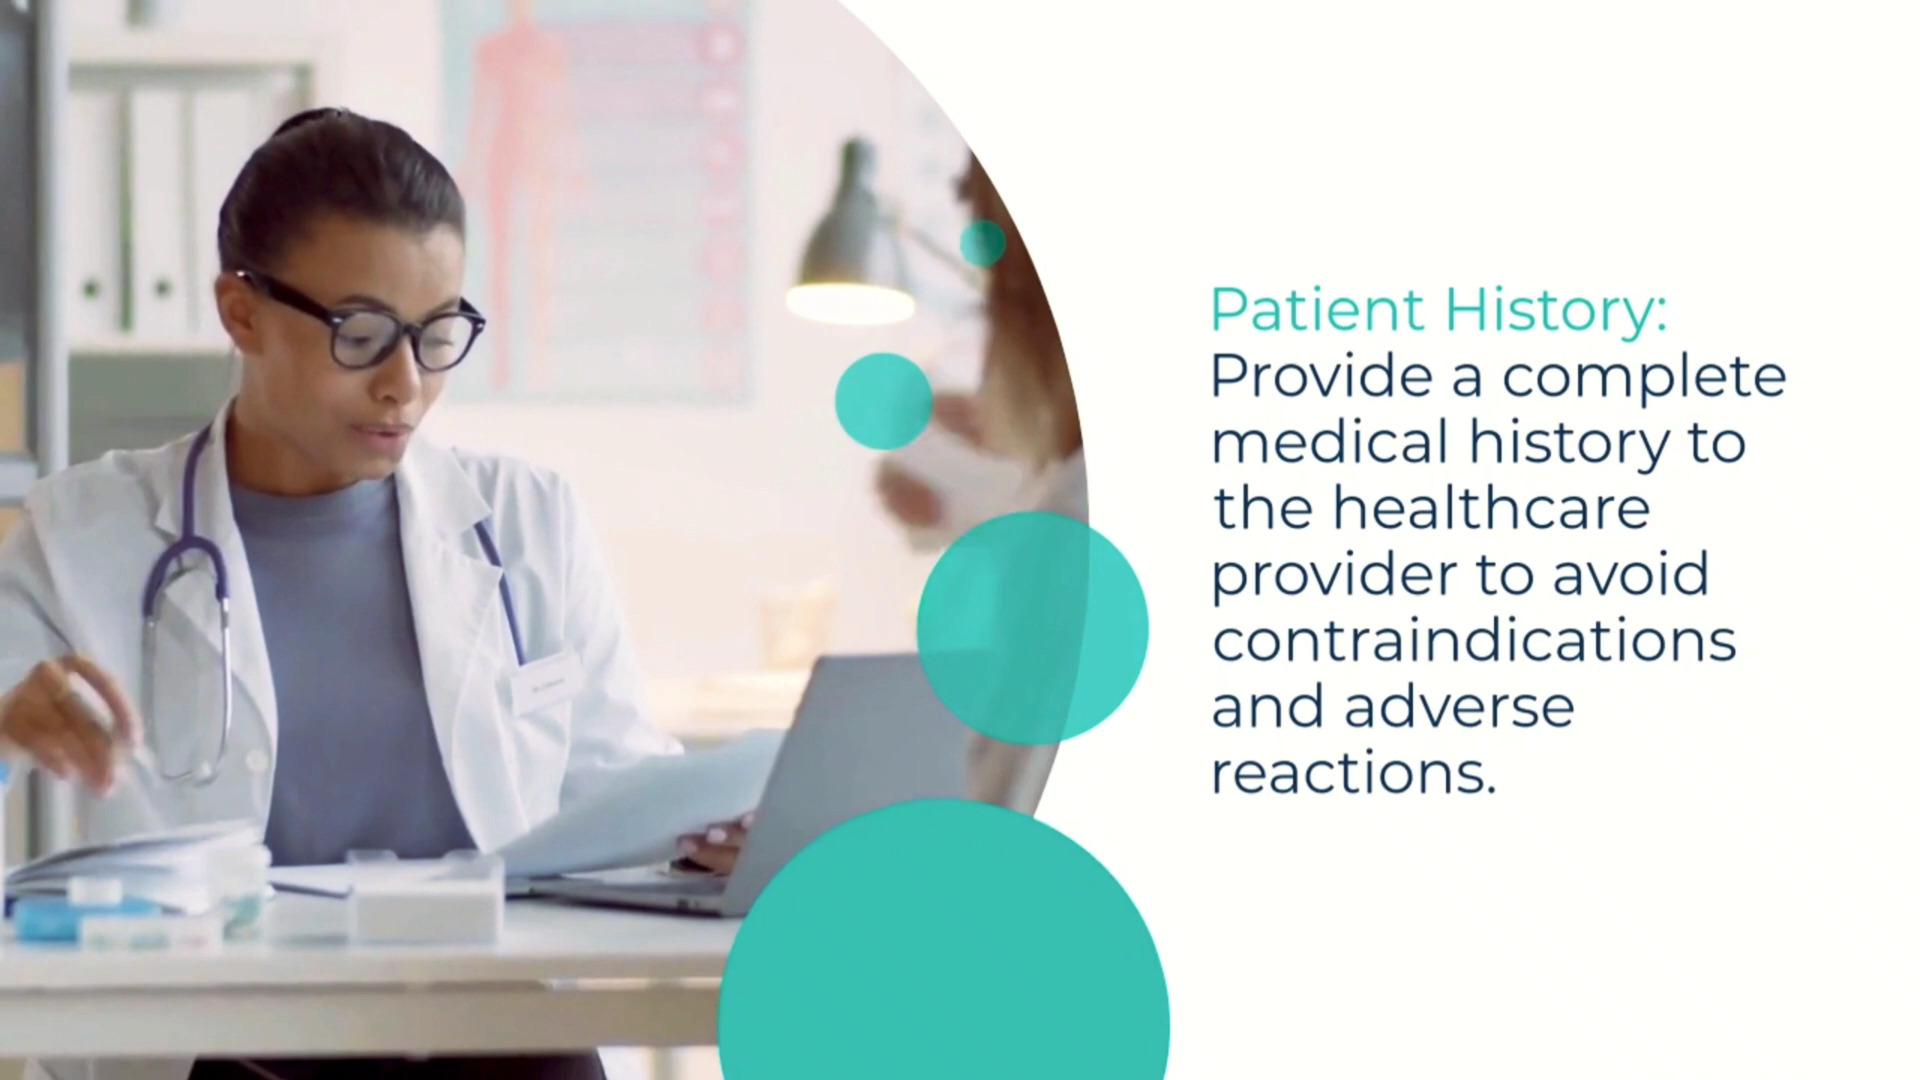 Patient History:
Provide a complete
medical history to
the healthcare
provider to avoid
contraindications
and adverse
reactions.